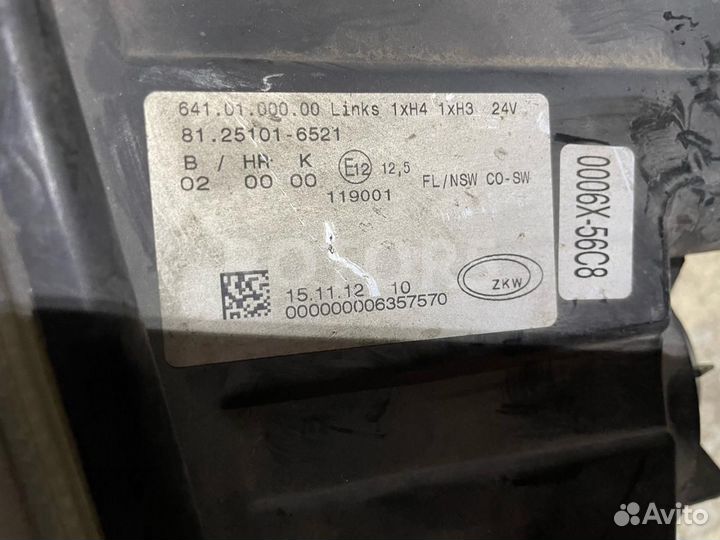 641.01.000.00 Links 1xH4 1xH3 24V
81.25101-6521
B / HR K
02 00 00
E12 12,5
119001
FL/NSW CO-SW
15.11.12 10
000000006357570
ZKW
0006X-56C8
Avito